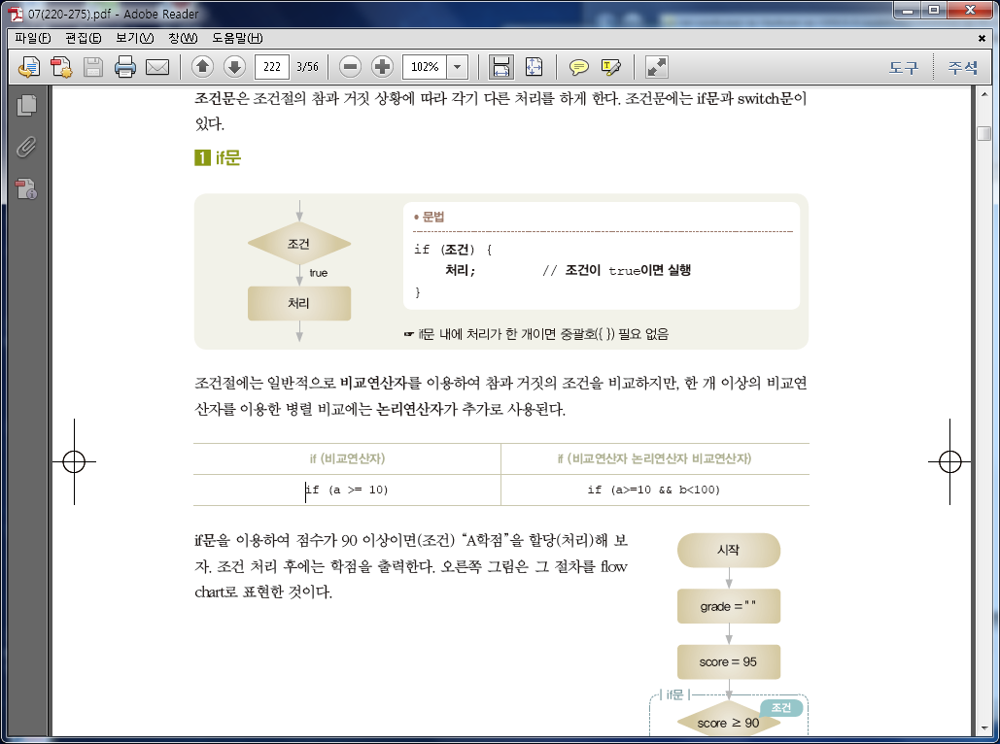 07(220-275).pdf - Adobe Reader
파일(F) 편집(E) 보기(V) 창(W) 도움말(H)
222 3/56 102% 도구 주석
조건문은 조건절의 참과 거짓 상황에 따라 각기 다른 처리를 하게 한다. 조건문에는 if문과 switch문이
있다.
1 if문
조건
true
처리
• 문법
if (조건) {
처리; // 조건이 true이면 실행
}
☞ if문 내에 처리가 한 개이면 중괄호({ }) 필요 없음
조건절에는 일반적으로 비교연산자를 이용하여 참과 거짓의 조건을 비교하지만, 한 개 이상의 비교연
산자를 이용한 병렬 비교에는 논리연산자가 추가로 사용된다.
if (비교연산자) if (비교연산자 논리연산자 비교연산자)
if (a >= 10) if (a>=10 && b<100)
if문을 이용하여 점수가 90 이상이면(조건) “A학점”을 할당(처리)해 보
자. 조건 처리 후에는 학점을 출력한다. 오른쪽 그림은 그 절차를 flow
chart로 표현한 것이다.
시작
grade = " "
score = 95
if문
조건
score ≥ 90